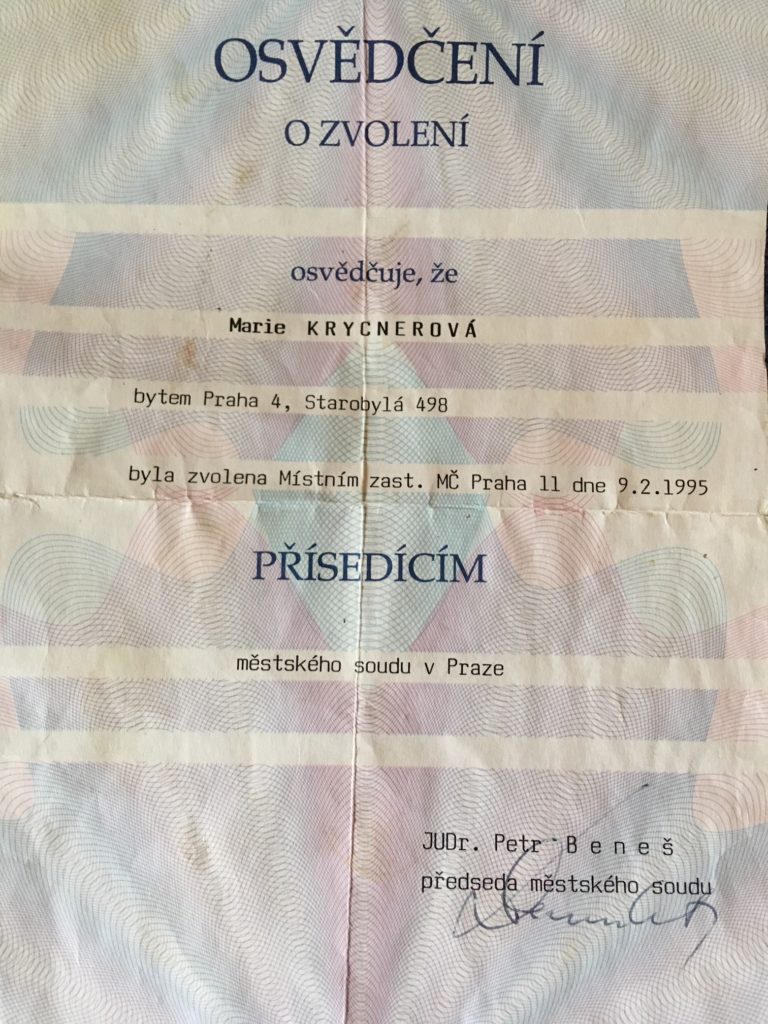 OSVĚDČENÍ
O ZVOLENÍ
osvědčuje, že
Marie KRYCNEROVÁ
bytem Praha 4, Starobylá 498
byla zvolena Místním zast. MČ Praha 11 dne 9.2.1995
PŘÍSEDÍCÍM
městského soudu v Praze
JUDr. Petr B e n e š
předseda městského soudu